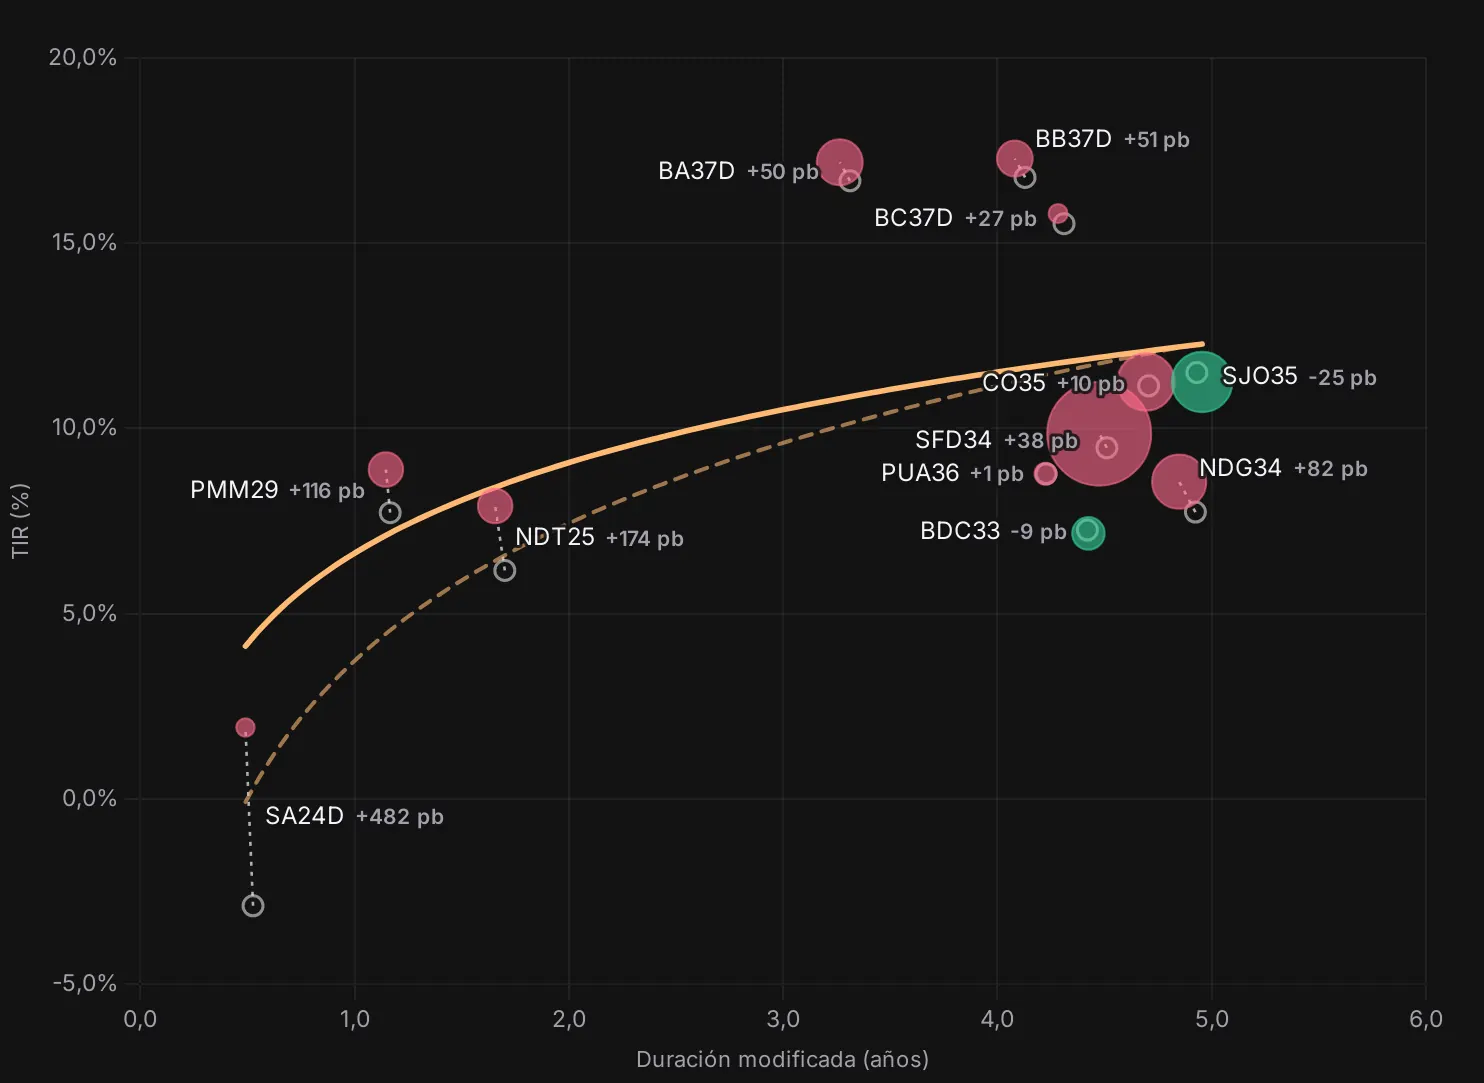 20,0%
BB37D +51 pb
BA37D +50 pb
BC37D +27 pb
15,0%
CO35 +10 pb
SJO35 -25 pb
10,0%
SFD34 +38 pb
PUA36 +1 pb
NDG34 +82 pb
PMM29 +116 pb
NDT25 +174 pb
BDC33 -9 pb
TIR (%)
5,0%
0,0%
SA24D +482 pb
-5,0%
0,0 1,0 2,0 3,0 4,0 5,0 6,0
Duración modificada (años)